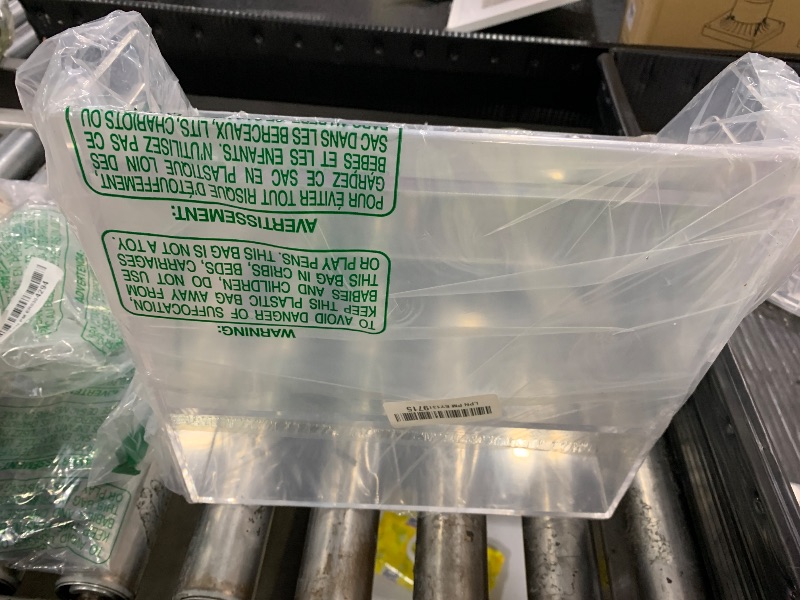 WARNING:
TO AVOID DANGER OF SUFFOCATION,
KEEP THIS PLASTIC BAG AWAY FROM
BABIES AND CHILDREN, DO NOT USE
THIS BAG IN CRIBS, BEDS, CARRIAGES
OR PLAY PENS. THIS BAG IS NOT A TOY.
AVERTISSEMENT:
POUR ÉVITER TOUT RISQUE D'ÉTOUFFEMENT,
GARDEZ CE SAC EN PLASTIQUE LOIN DES
BEBES ET LES ENFANTS. N'UTILISEZ PAS CE
SAC DANS LES BERCEAUX, LITS, CHARIOTS OU